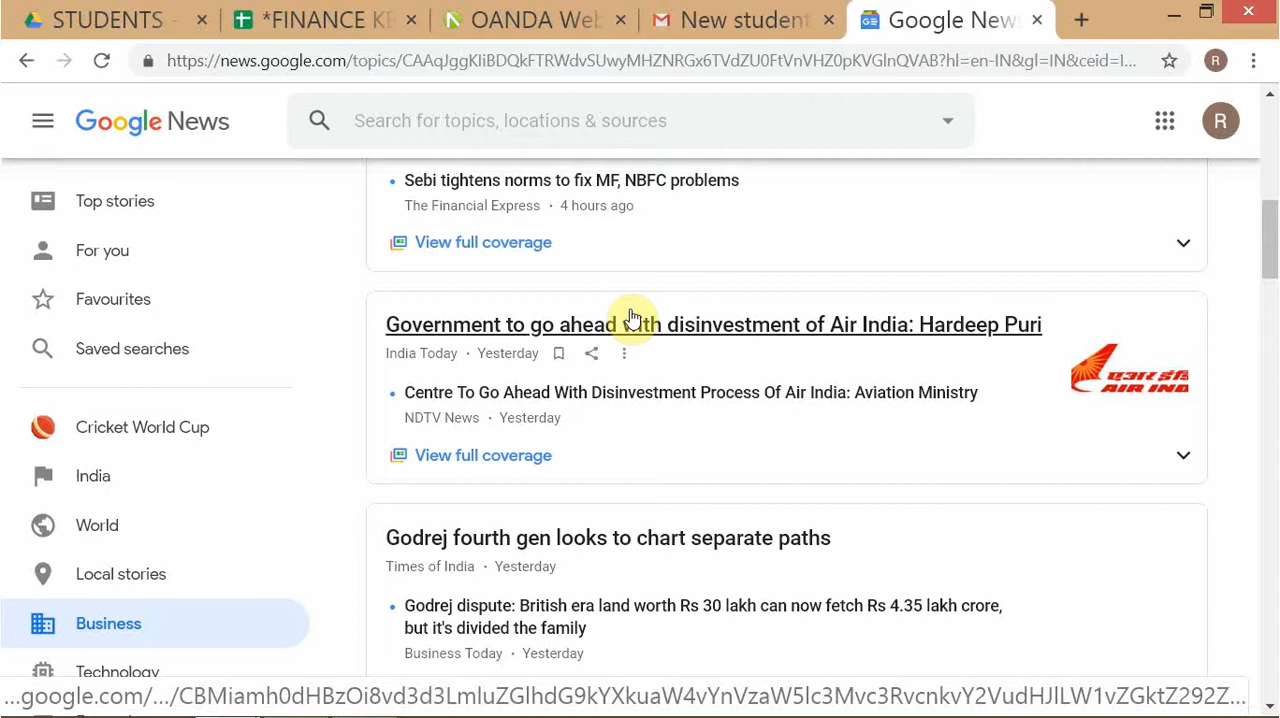 STUDENTS -
*FINANCE KB
OANDA Web
New student
Google News
https://news.google.com/topics/CAAqJggKIiBDQkFTRWdvSUwyMHZNRGx6TVdZU0FtVnVHZ0pKVGlnQVAB?hl=en-IN&gl=IN&ceid=I...
R
Google News
Search for topics, locations & sources
R
Top stories
For you
Favourites
Saved searches
Cricket World Cup
India
World
Local stories
Business
Technology
Sebi tightens norms to fix MF, NBFC problems
The Financial Express • 4 hours ago
View full coverage
Government to go ahead with disinvestment of Air India: Hardeep Puri
India Today • Yesterday
एअर इंडिया
AIR IND
• Centre To Go Ahead With Disinvestment Process Of Air India: Aviation Ministry
NDTV News • Yesterday
View full coverage
Godrej fourth gen looks to chart separate paths
Times of India • Yesterday
• Godrej dispute: British era land worth Rs 30 lakh can now fetch Rs 4.35 lakh crore,
but it's divided the family
Business Today • Yesterday